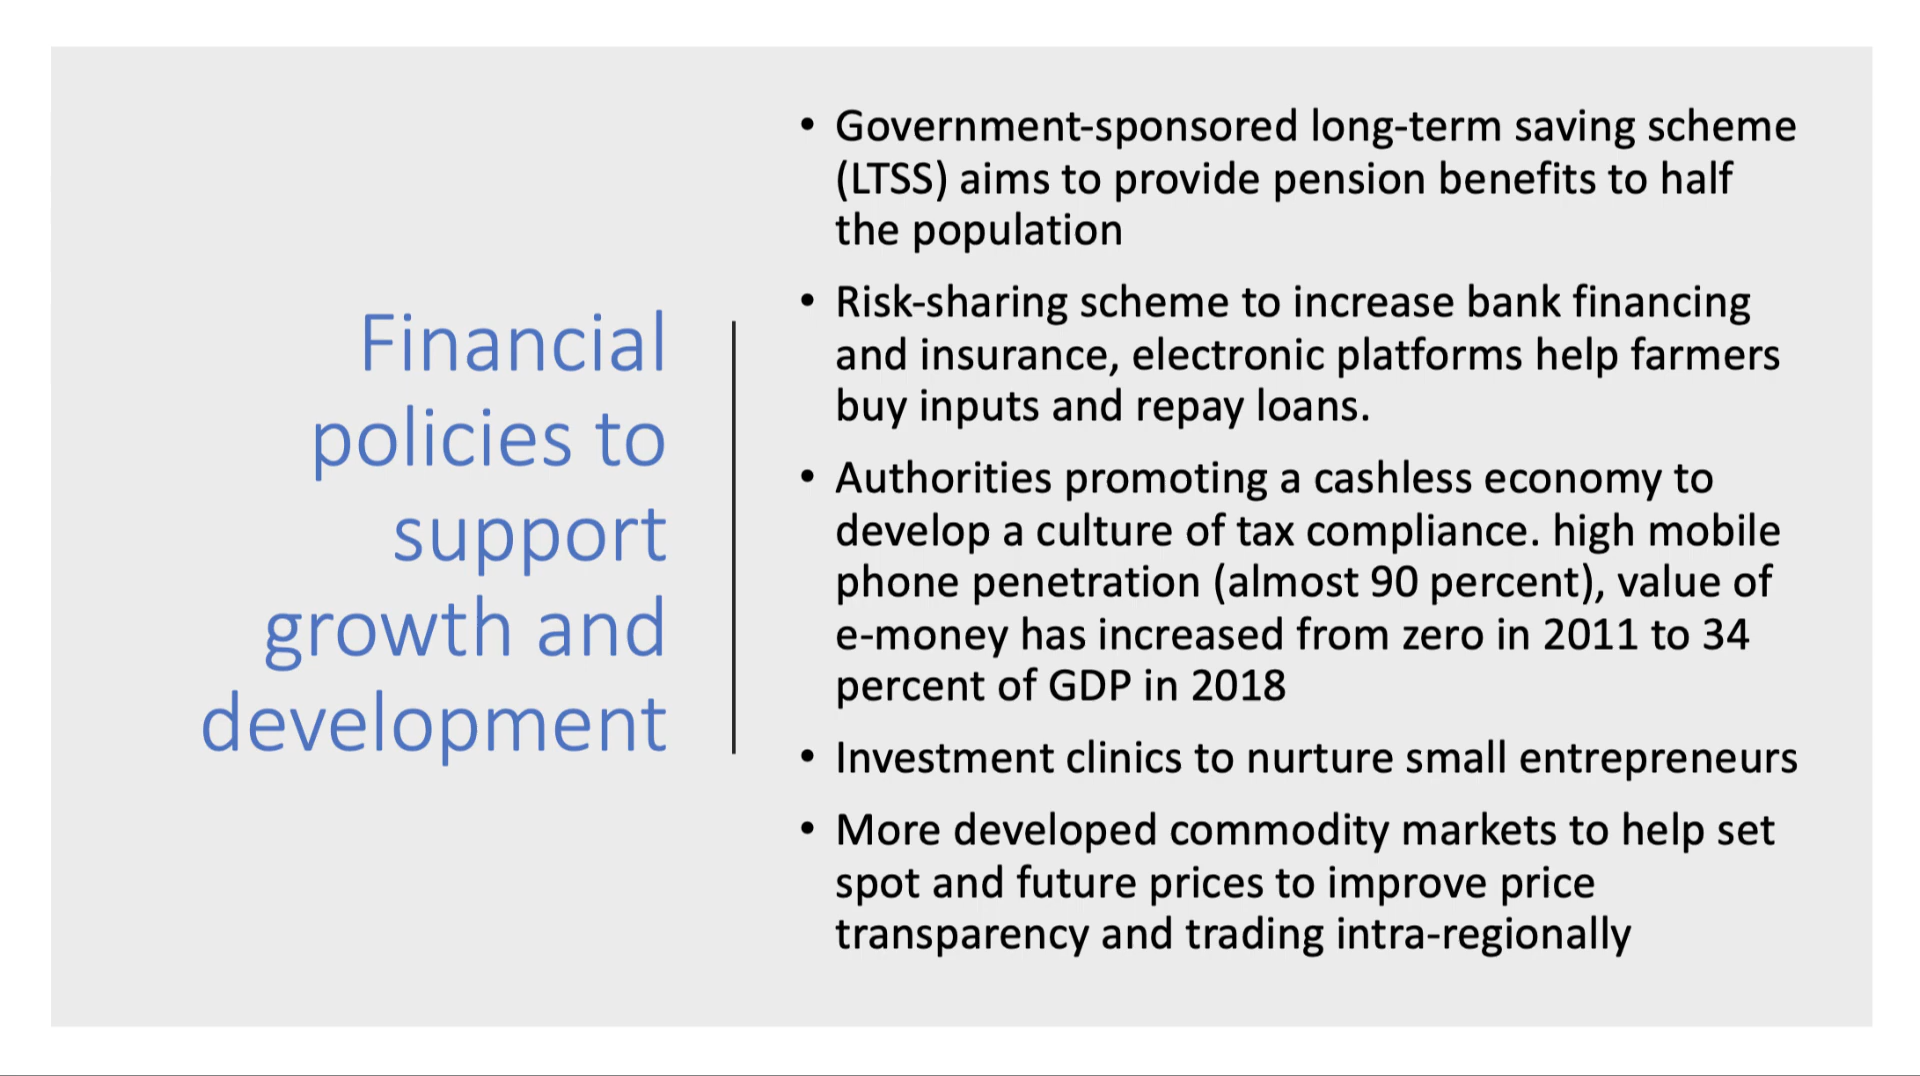 Financial
policies to
support
growth and
development
• Government-sponsored long-term saving scheme
(LTSS) aims to provide pension benefits to half
the population
• Risk-sharing scheme to increase bank financing
and insurance, electronic platforms help farmers
buy inputs and repay loans.
• Authorities promoting a cashless economy to
develop a culture of tax compliance. high mobile
phone penetration (almost 90 percent), value of
e-money has increased from zero in 2011 to 34
percent of GDP in 2018
• Investment clinics to nurture small entrepreneurs
• More developed commodity markets to help set
spot and future prices to improve price
transparency and trading intra-regionally